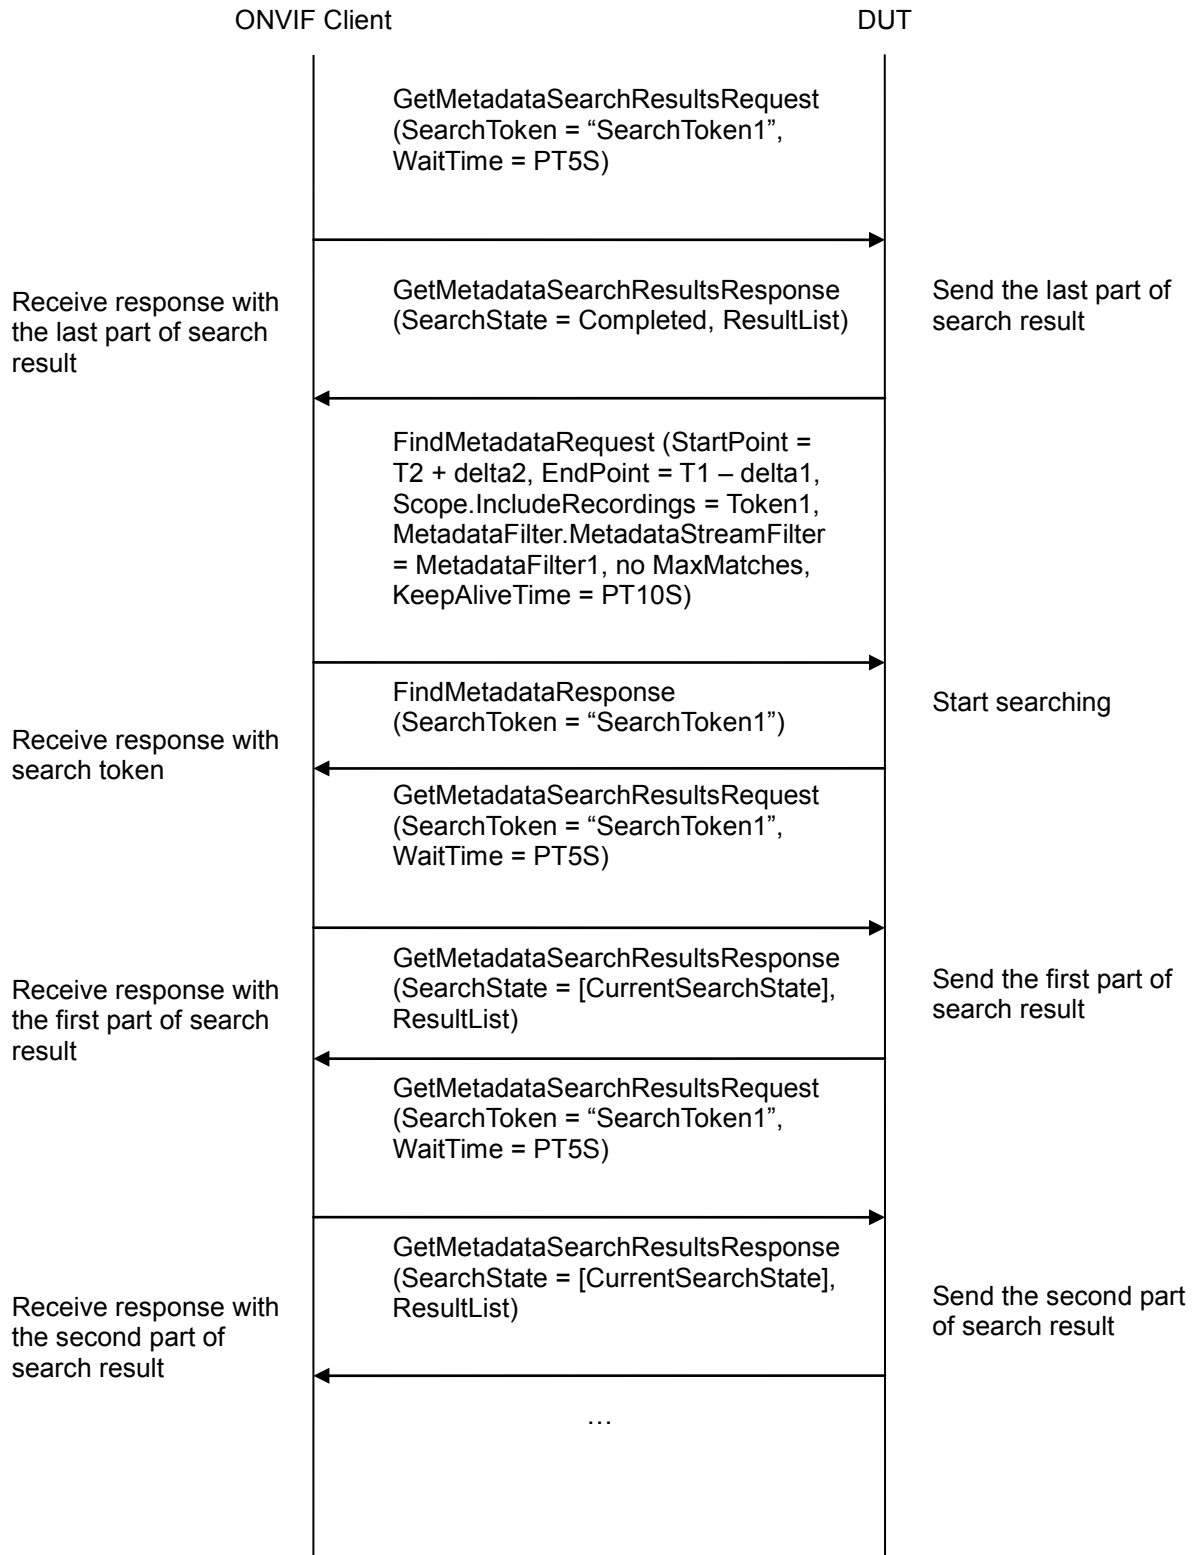 ONVIF Client
DUT
GetMetadataSearchResultsRequest
(SearchToken = “SearchToken1”,
WaitTime = PT5S)
Receive response with
the last part of search
result
GetMetadataSearchResultsResponse
(SearchState = Completed, ResultList)
Send the last part of
search result
FindMetadataRequest (StartPoint =
T2 + delta2, EndPoint = T1 – delta1,
Scope.IncludeRecordings = Token1,
MetadataFilter.MetadataStreamFilter
= MetadataFilter1, no MaxMatches,
KeepAliveTime = PT10S)
FindMetadataResponse
(SearchToken = “SearchToken1”)
Start searching
Receive response with
search token
GetMetadataSearchResultsRequest
(SearchToken = “SearchToken1”,
WaitTime = PT5S)
Receive response with
the first part of search
result
GetMetadataSearchResultsResponse
(SearchState = [CurrentSearchState],
ResultList)
Send the first part of
search result
GetMetadataSearchResultsRequest
(SearchToken = “SearchToken1”,
WaitTime = PT5S)
Receive response with
the second part of
search result
GetMetadataSearchResultsResponse
(SearchState = [CurrentSearchState],
ResultList)
Send the second part
of search result
…